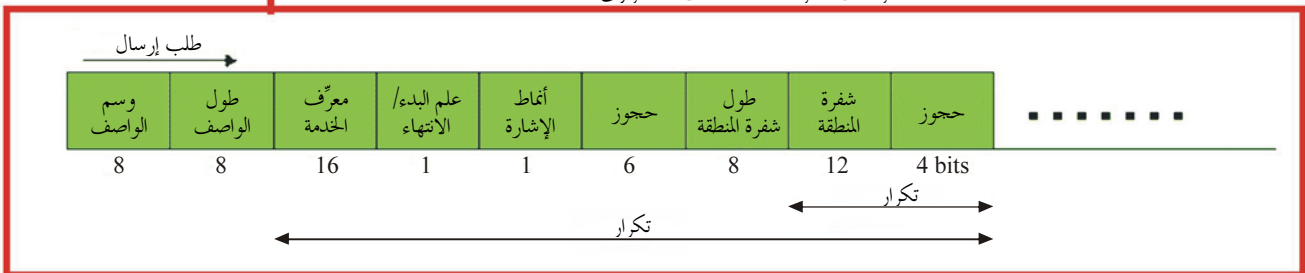 طلب إرسال
وسم الواصف
طول الواصف
معرِّف الخدمة
علم البدء/ الانتهاء
أنماط الإشارة
حجوز
طول شفرة المنطقة
شفرة المنطقة
حجوز
8 8 16 1 1 6 8 12 4 bits
تكرار
تكرار